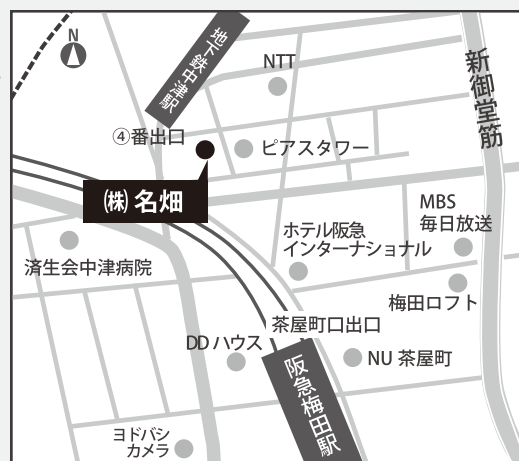 N
地下鉄中津駅
NTT
新御堂筋
④番出口
ピアスタワー
㈱名畑
MBS
毎日放送
ホテル阪急
インターナショナル
済生会中津病院
梅田ロフト
茶屋町口出口
DDハウス
NU 茶屋町
阪急梅田駅
ヨドバシ
カメラ